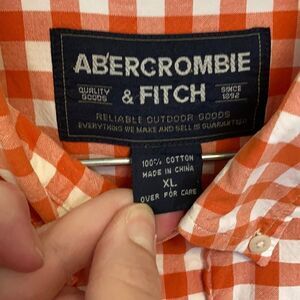 ABERCROMBIE
QUALITY GOODS & FITCH SINCE 1892
RELIABLE OUTDOOR GOODS
EVERYTHING WE MAKE AND SELL IS GUARANTEED
100% COTTON
MADE IN CHINA
XL
OVER FOR CARE